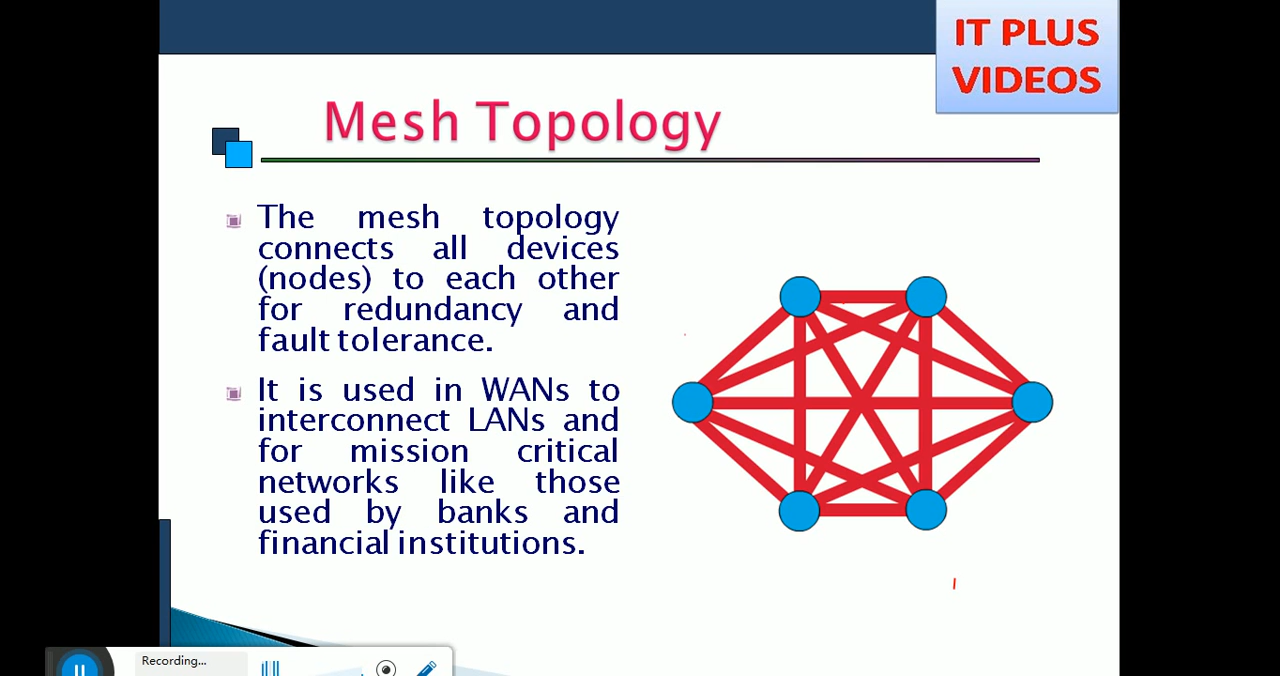 IT PLUS
VIDEOS
Mesh Topology
The mesh topology
connects all devices
(nodes) to each other
for redundancy and
fault tolerance.
It is used in WANs to
interconnect LANs and
for mission critical
networks like those
used by banks and
financial institutions.
Recording...